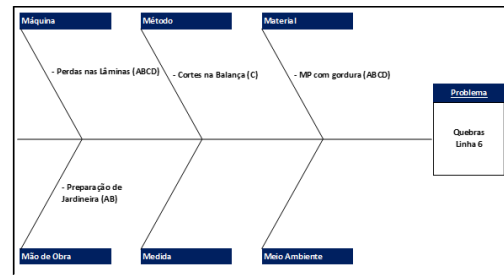 Máquina
Método
Material
- Perdas nas Lâminas (ABCD)
- Cortes na Balança (C)
- MP com gordura (ABCD)
Problema
Quebras
Linha 6
- Preparação de
Jardineira (AB)
Mão de Obra
Medida
Meio Ambiente